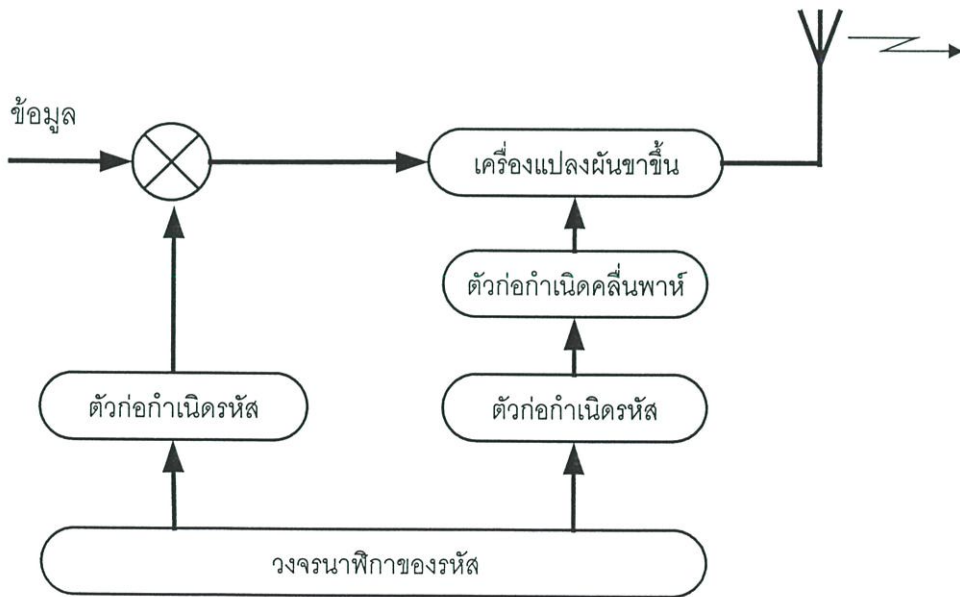 ข้อมูล
เครื่องแปลงผันขาขึ้น
ตัวก่อกำเนิดคลื่นพาห์
ตัวก่อกำเนิดรหัส
ตัวก่อกำเนิดรหัส
วงจรนาฬิกาของรหัส